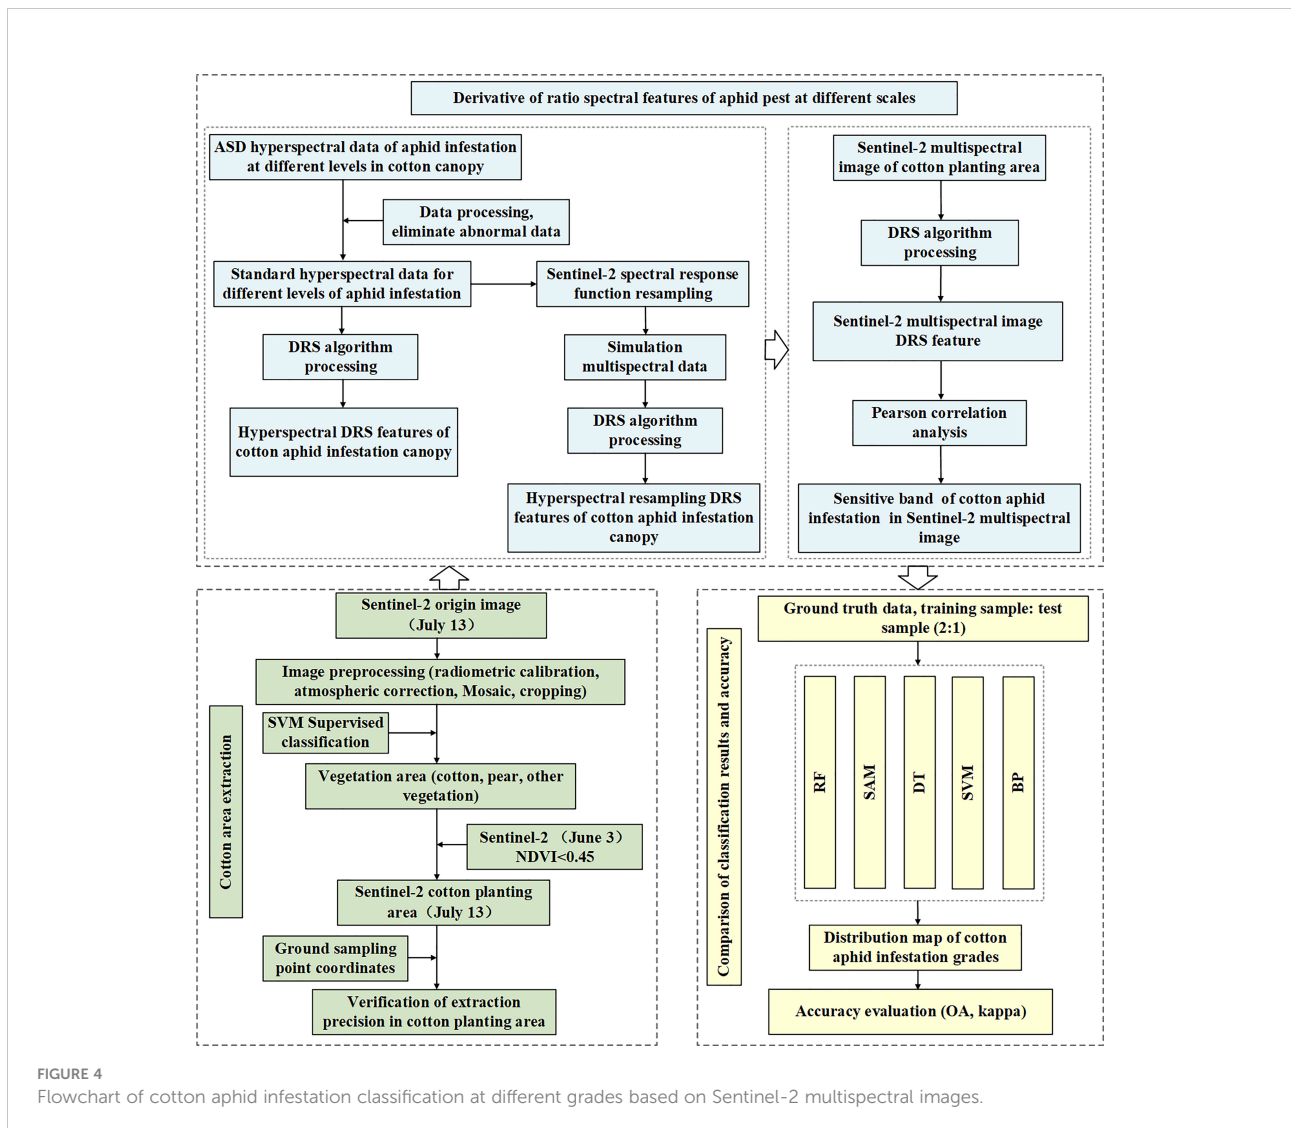 Derivative of ratio spectral features of aphid pest at different scales
ASD hyperspectral data of aphid infestation
at different levels in cotton canopy
Data processing,
eliminate abnormal data
Standard hyperspectral data for
different levels of aphid infestation
Sentinel-2 spectral response
function resampling
DRS algorithm
processing
Simulation
multispectral data
Hyperspectral DRS features of
cotton aphid infestation canopy
DRS algorithm
processing
Hyperspectral resampling DRS
features of cotton aphid infestation
canopy
Sentinel-2 multispectral
image of cotton planting area
DRS algorithm
processing
Sentinel-2 multispectral image
DRS feature
Pearson correlation
analysis
Sensitive band of cotton aphid
infestation in Sentinel-2 multispectral
image
Cotton area extraction
Sentinel-2 origin image
（July 13）
Image preprocessing (radiometric calibration,
atmospheric correction, Mosaic, cropping)
SVM Supervised
classification
Vegetation area (cotton, pear, other
vegetation)
Sentinel-2 （June 3）
NDVI<0.45
Sentinel-2 cotton planting
area（July 13）
Ground sampling
point coordinates
Verification of extraction
precision in cotton planting area
Comparison of classification results and accuracy
Ground truth data, training sample: test
sample (2:1)
RF
SAM
DT
SVM
BP
Distribution map of cotton
aphid infestation grades
Accuracy evaluation (OA, kappa)
FIGURE 4
Flowchart of cotton aphid infestation classification at different grades based on Sentinel-2 multispectral images.